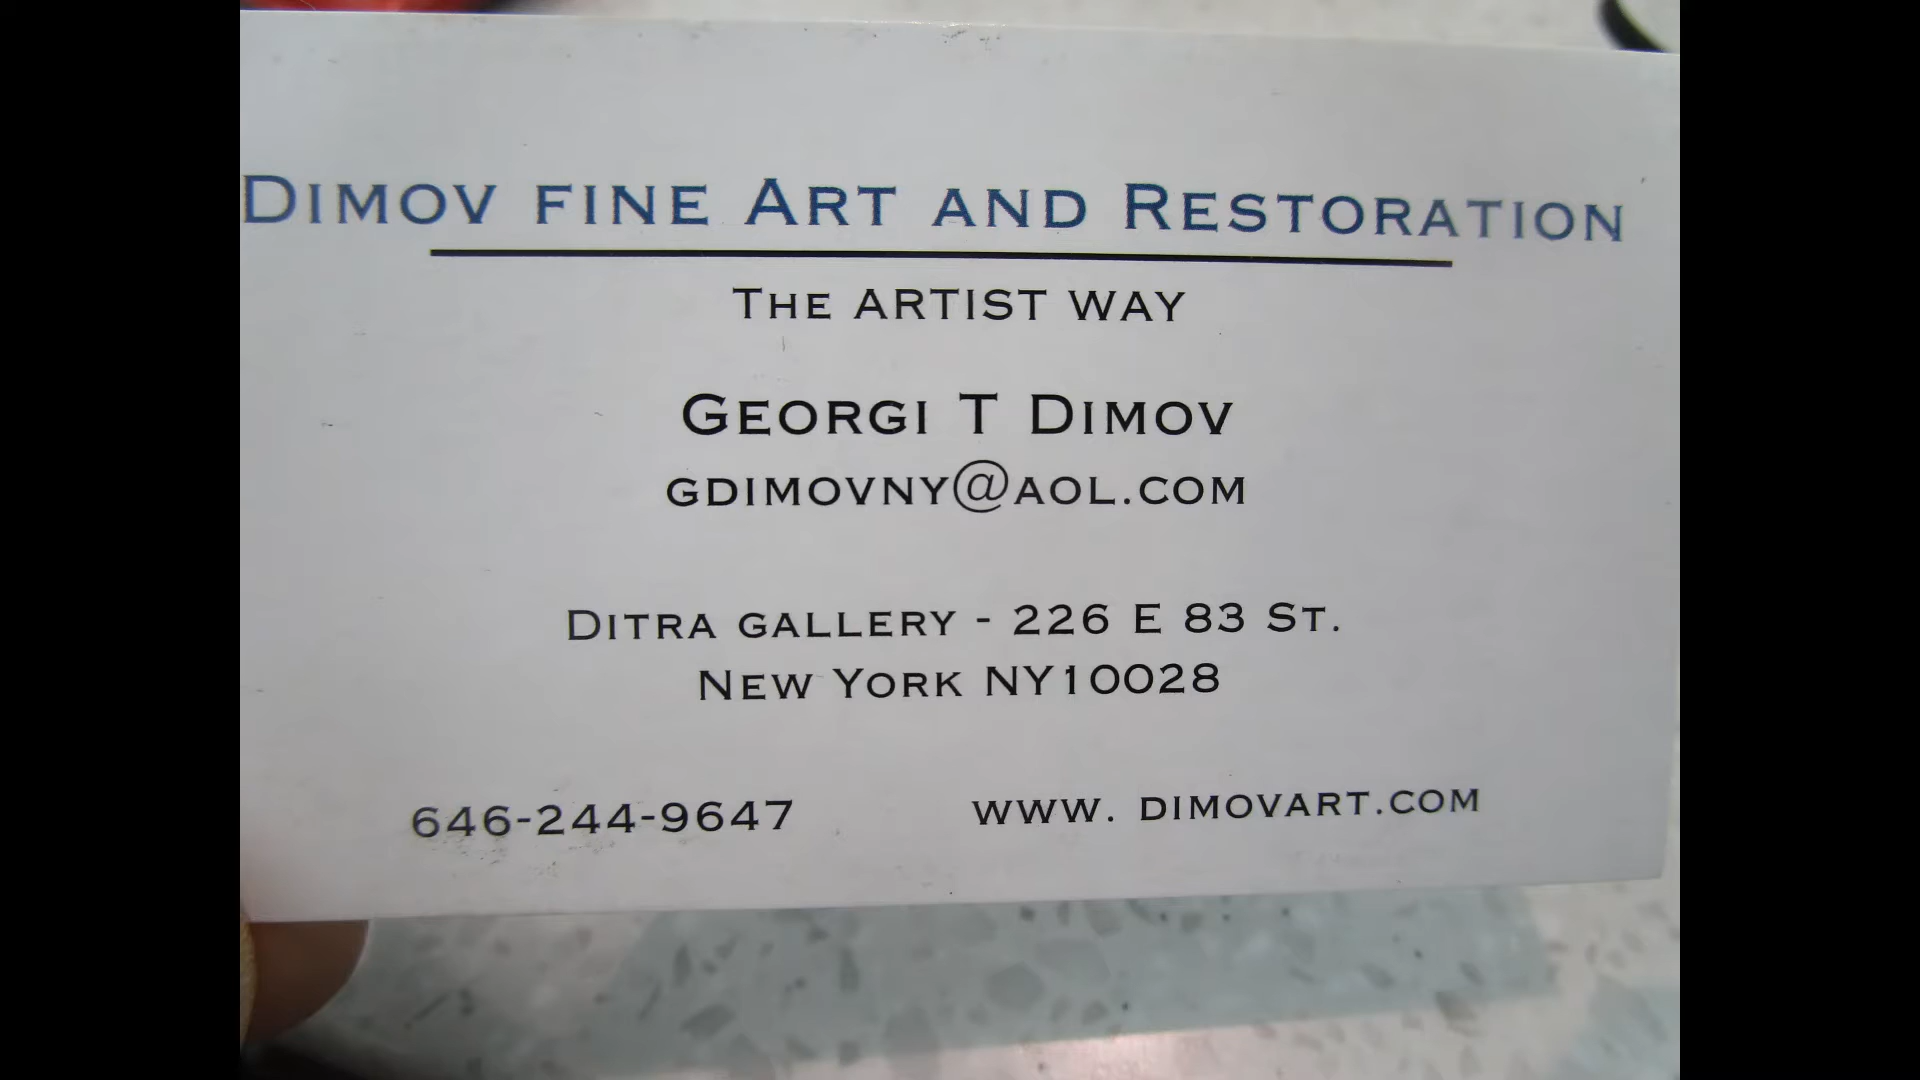 Dimov fine Art and Restoration
The ARTIST WAY
Georgi T Dimov
gdimovny@aol.com
Ditra gallery - 226 E 83 St.
New York NY10028
646-244-9647 www. dimovart.com